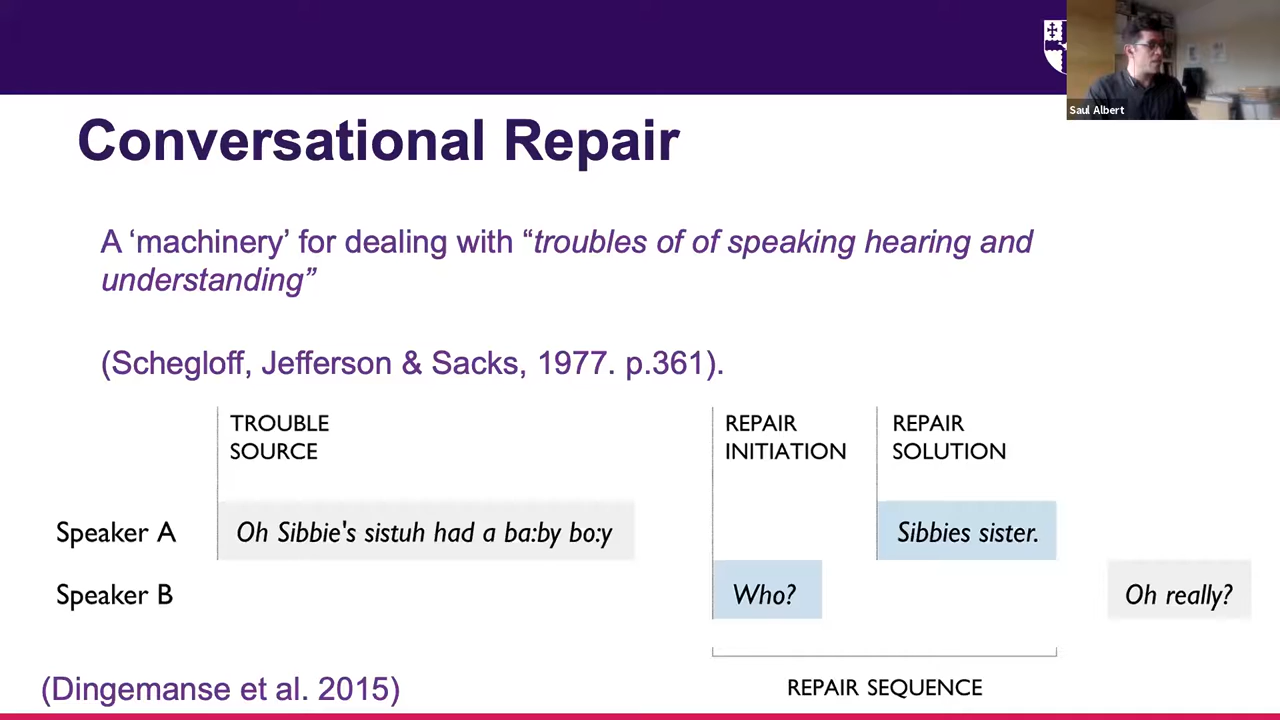 Saul Albert
Conversational Repair
A ‘machinery’ for dealing with “troubles of of speaking hearing and
understanding”
(Schegloff, Jefferson & Sacks, 1977. p.361).
TROUBLE
SOURCE
REPAIR
INITIATION
REPAIR
SOLUTION
Speaker A
Oh Sibbie's sistuh had a ba:by bo:y
Sibbies sister.
Speaker B
Who?
Oh really?
(Dingemanse et al. 2015)
REPAIR SEQUENCE